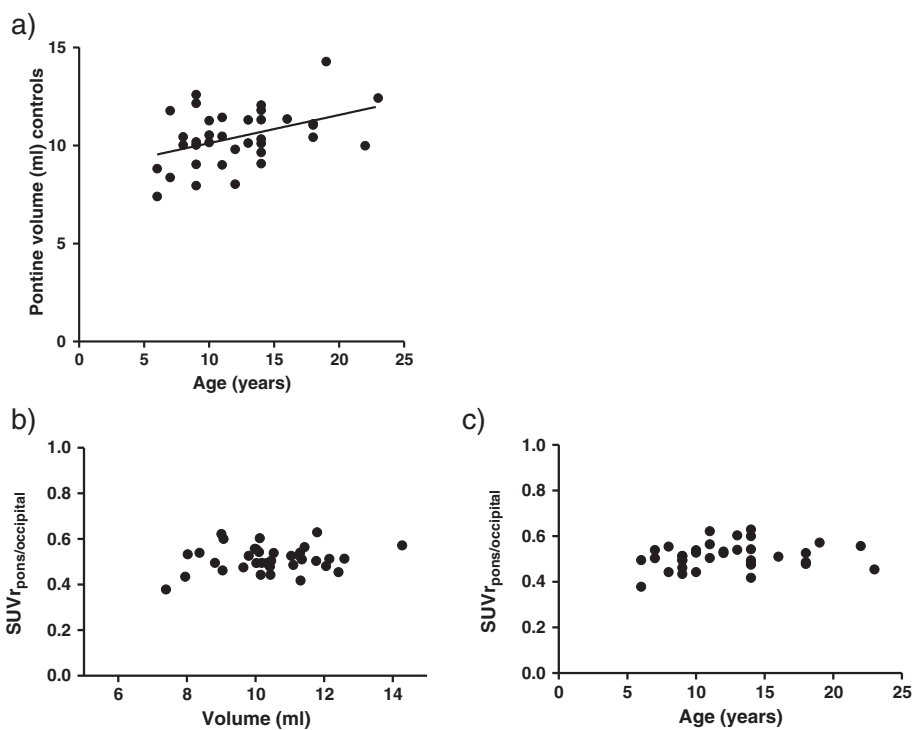 a)
Pontine volume (ml) controls
15
10
5
0
0 5 10 15 20 25
Age (years)
b)
SUVr pons/occipital
1.0
0.8
0.6
0.4
0.2
0.0
6 8 10 12 14
Volume (ml)
c)
SUVr pons/occipital
1.0
0.8
0.6
0.4
0.2
0.0
0 5 10 15 20 25
Age (years)